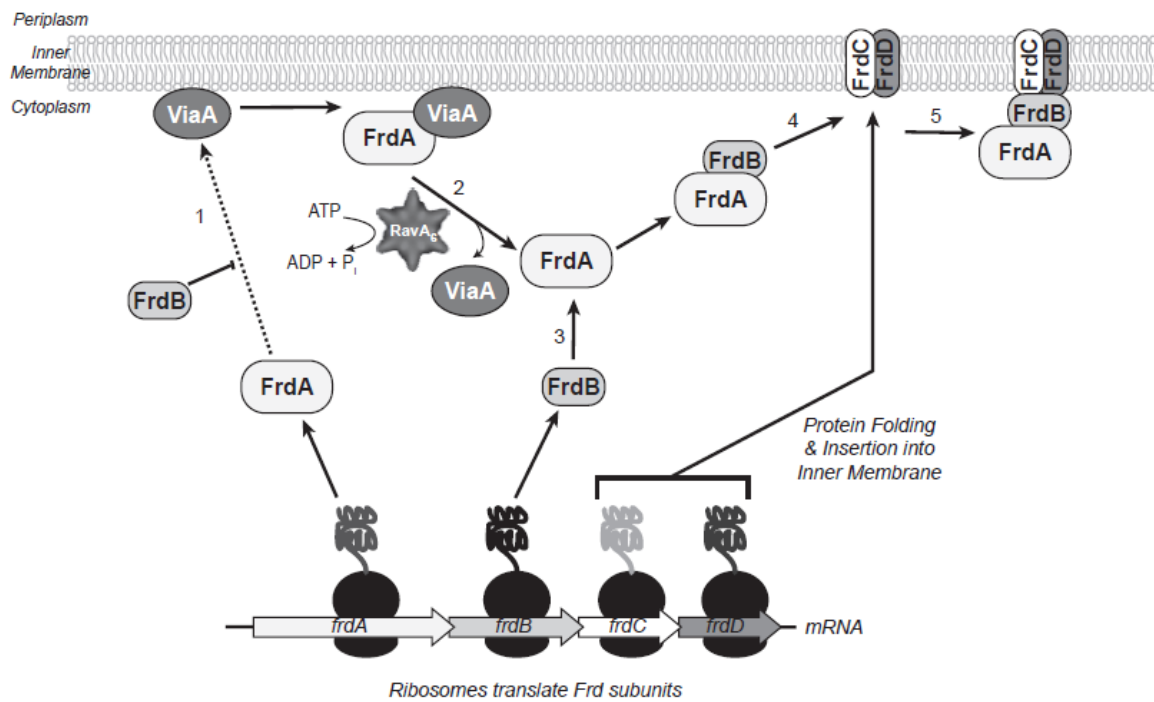 Periplasm
Inner
Membrane
Cytoplasm
FrdC
FrdD
FrdC
FrdD
ViaA
ViaA
FrdA
FrdB
FrdA
4
5
FrdB
FrdA
1
2
ATP
RavA6
ADP + Pi
FrdA
ViaA
FrdB
3
FrdA
FrdB
Protein Folding
& Insertion into
Inner Membrane
frdA
frdB
frdC
frdD
mRNA
Ribosomes translate Frd subunits